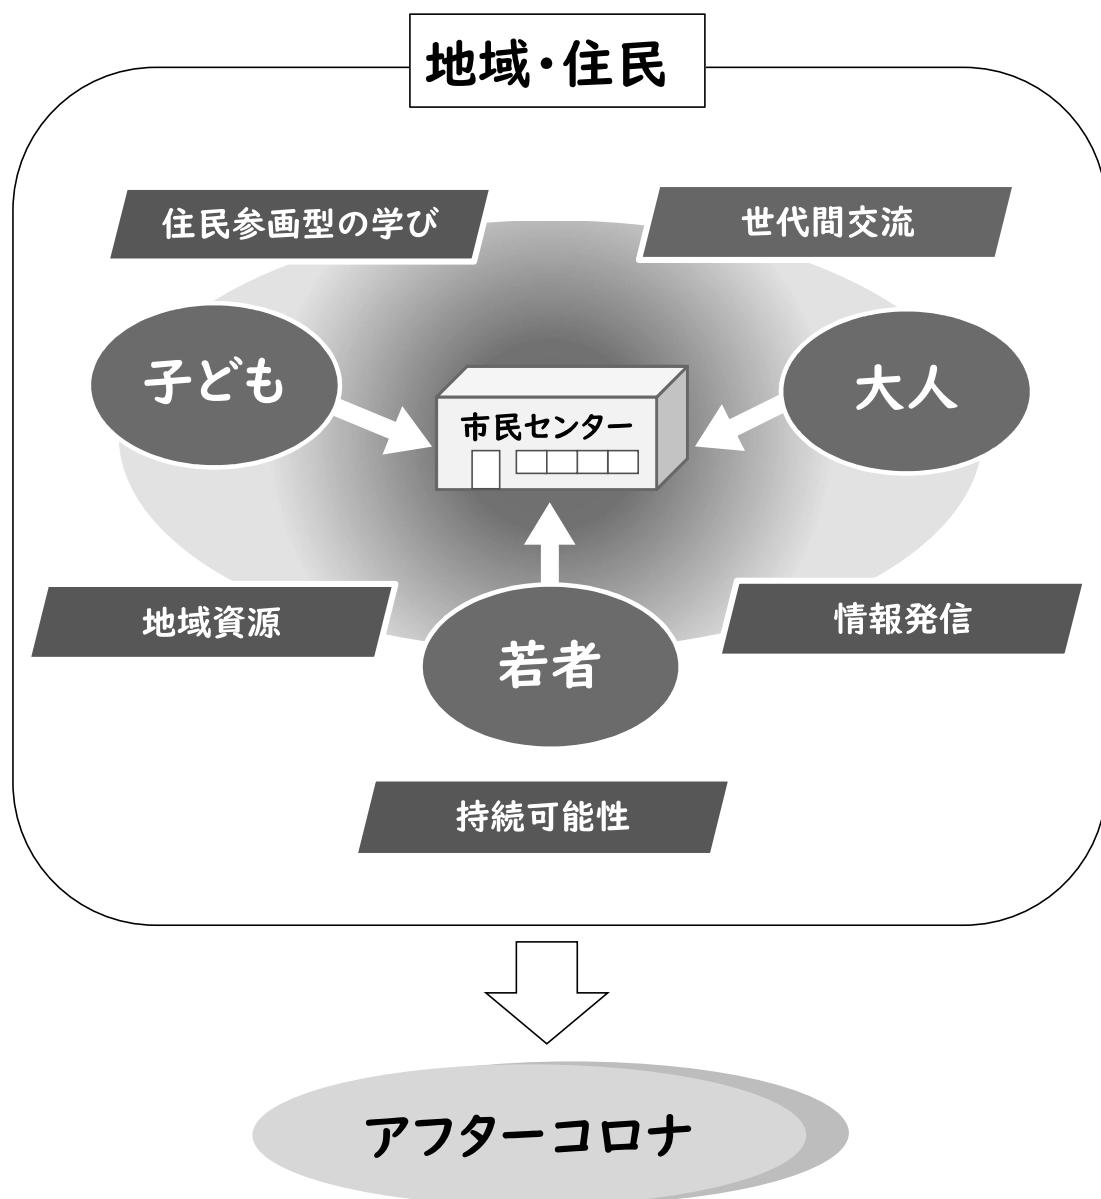 地域・住民
住民参画型の学び
世代間交流
子ども
大人
市民センター
地域資源
情報発信
若者
持続可能性
アフターコロナ